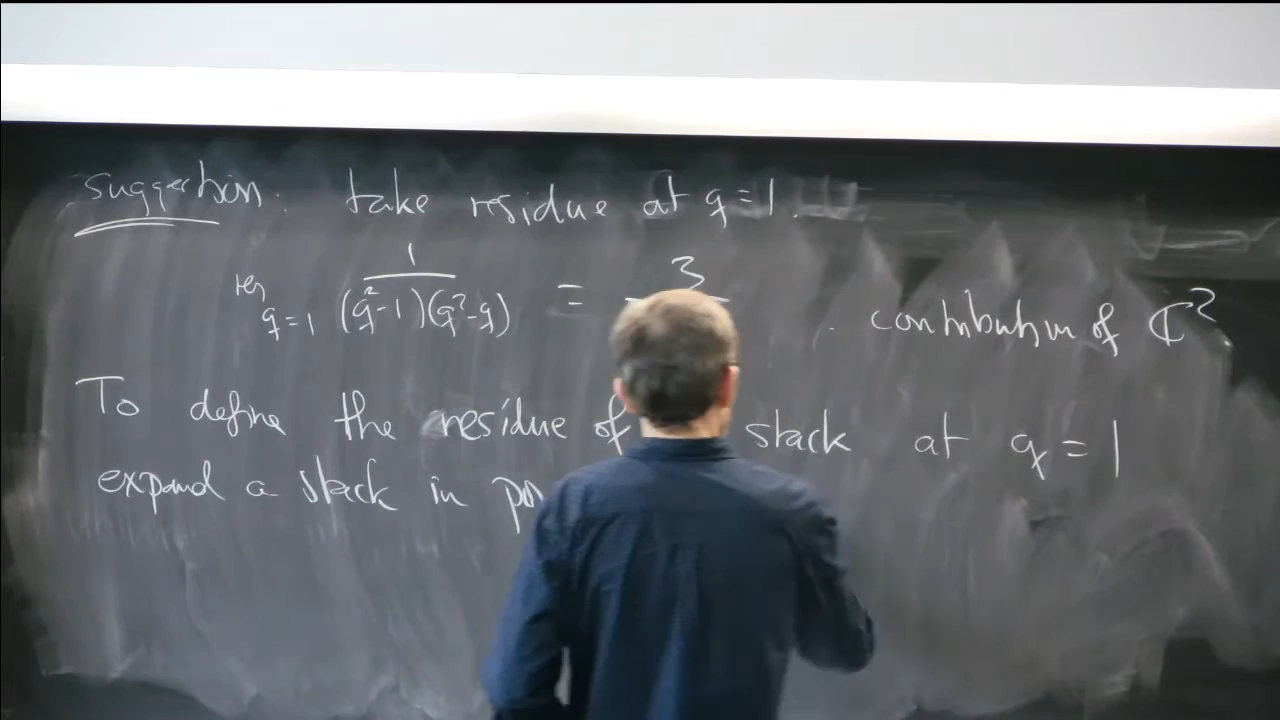 suggestion: take residue at q=1.
res q=1 1/((q²-1)(q²-q)) = 3 . contribution of ℂ²
To define the residue of stack at q=1
expand a stack in po